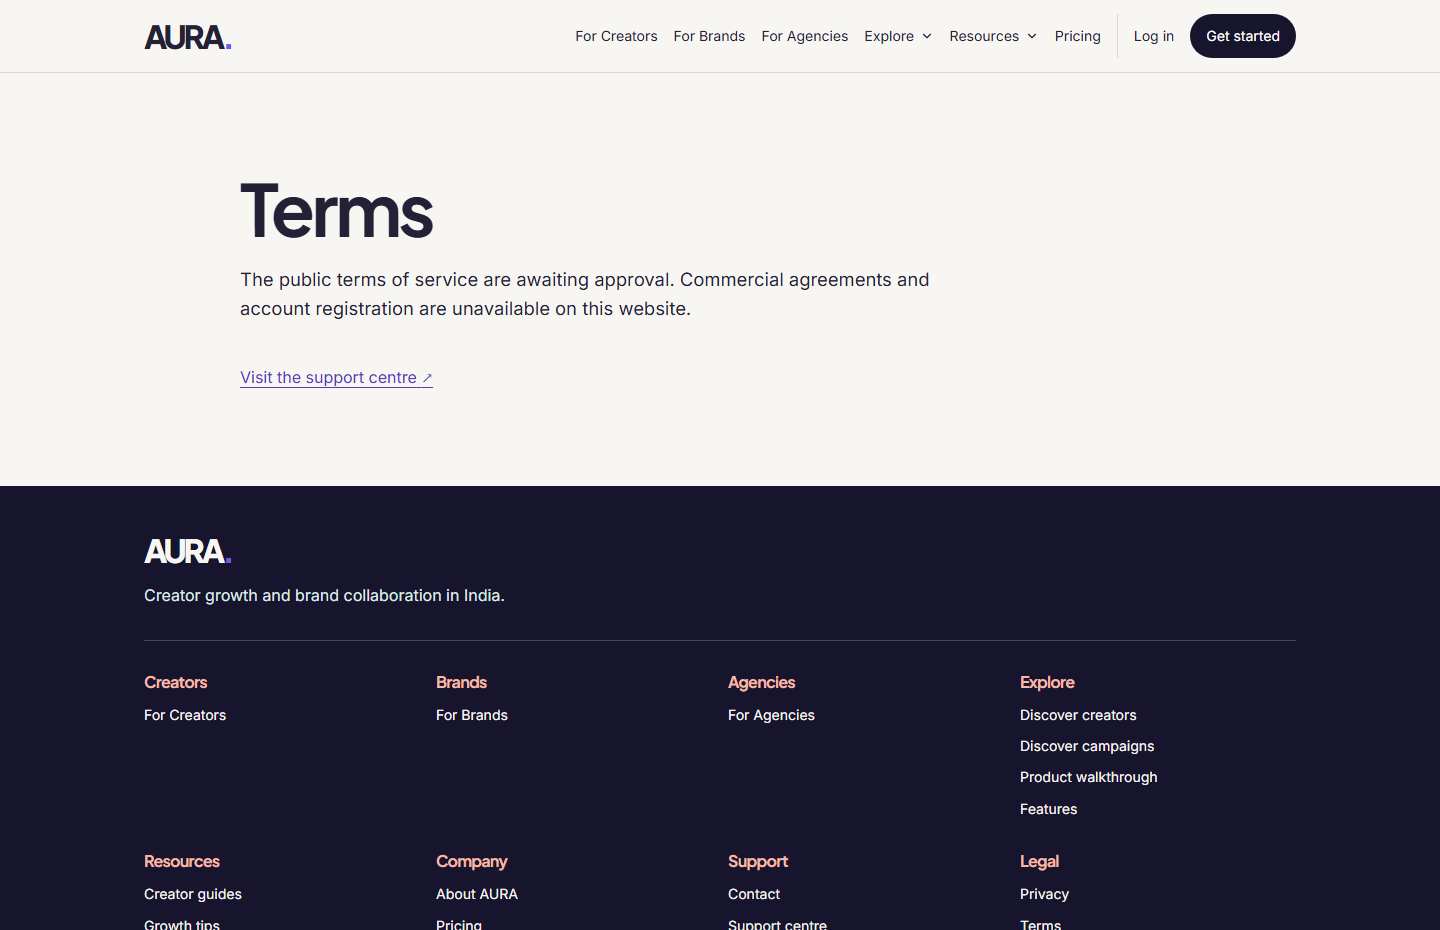 AURA.
For Creators For Brands For Agencies Explore Resources Pricing Log in Get started
Terms
The public terms of service are awaiting approval. Commercial agreements and
account registration are unavailable on this website.
Visit the support centre ↗
AURA.
Creator growth and brand collaboration in India.
Creators Brands Agencies Explore
For Creators For Brands For Agencies Discover creators
Discover campaigns
Product walkthrough
Features
Resources Company Support Legal
Creator guides About AURA Contact Privacy
Growth tips Pricing Support centre Terms